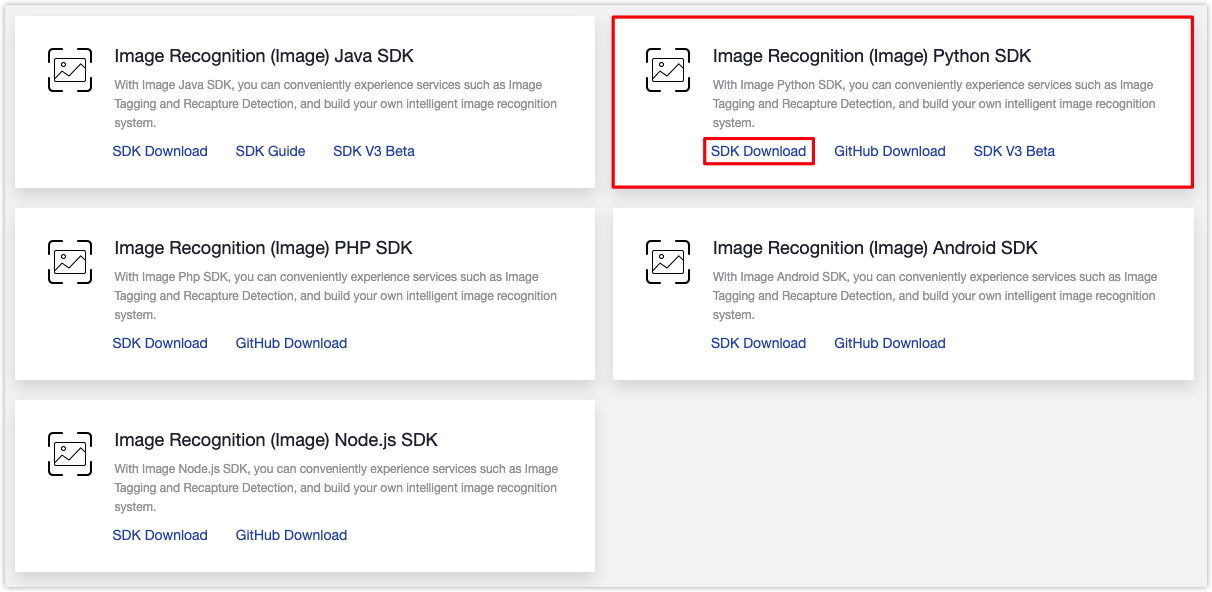 Image Recognition (Image) Java SDK
With Image Java SDK, you can conveniently experience services such as Image
Tagging and Recapture Detection, and build your own intelligent image recognition
system.
SDK Download SDK Guide SDK V3 Beta
Image Recognition (Image) Python SDK
With Image Python SDK, you can conveniently experience services such as Image
Tagging and Recapture Detection, and build your own intelligent image recognition
system.
SDK Download GitHub Download SDK V3 Beta
Image Recognition (Image) PHP SDK
With Image Php SDK, you can conveniently experience services such as Image
Tagging and Recapture Detection, and build your own intelligent image recognition
system.
SDK Download GitHub Download
Image Recognition (Image) Android SDK
With Image Android SDK, you can conveniently experience services such as Image
Tagging and Recapture Detection, and build your own intelligent image recognition
system.
SDK Download GitHub Download
Image Recognition (Image) Node.js SDK
With Image Node.js SDK, you can conveniently experience services such as Image
Tagging and Recapture Detection, and build your own intelligent image recognition
system.
SDK Download GitHub Download